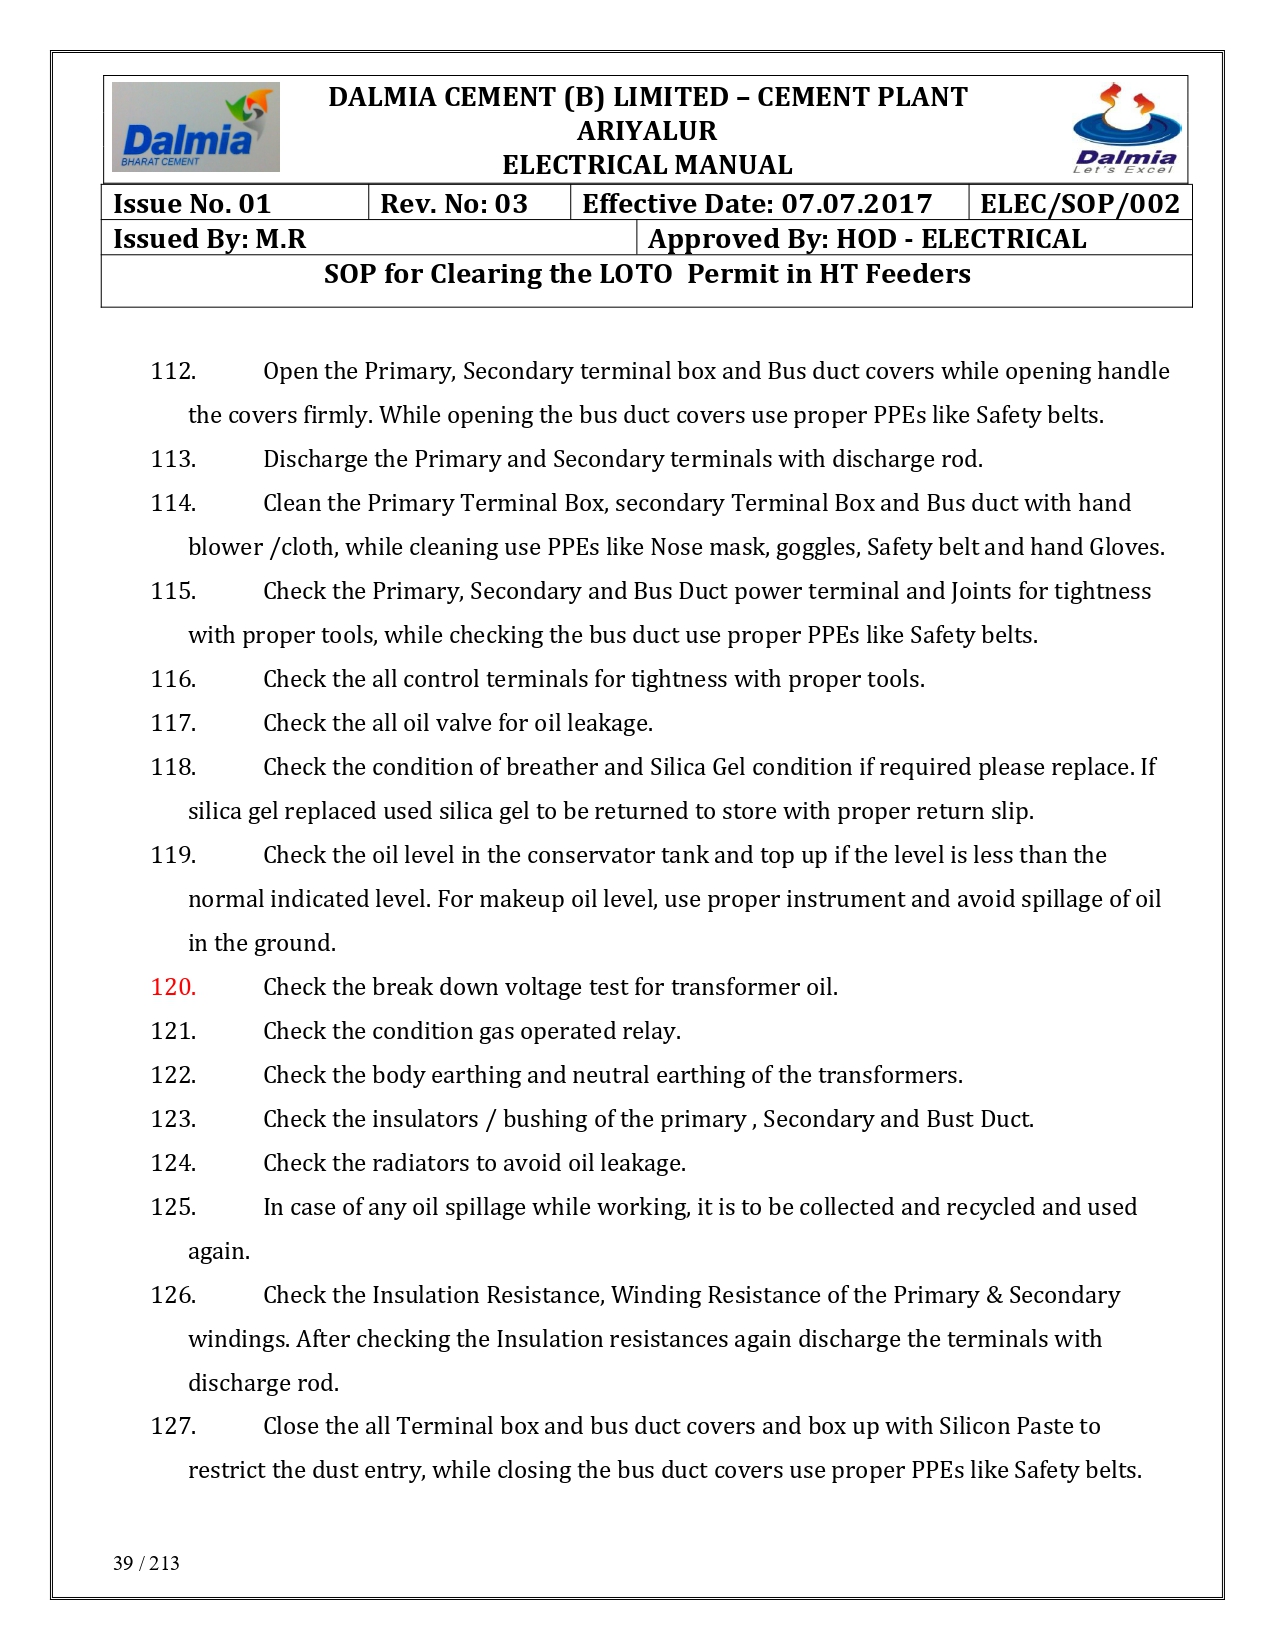 Dalmia
BHARAT CEMENT
DALMIA CEMENT (B) LIMITED – CEMENT PLANT
ARIYALUR
ELECTRICAL MANUAL
Dalmia
Let's Excel
Issue No. 01 Rev. No: 03 Effective Date: 07.07.2017 ELEC/SOP/002
Issued By: M.R Approved By: HOD - ELECTRICAL
SOP for Clearing the LOTO Permit in HT Feeders
112. Open the Primary, Secondary terminal box and Bus duct covers while opening handle
the covers firmly. While opening the bus duct covers use proper PPEs like Safety belts.
113. Discharge the Primary and Secondary terminals with discharge rod.
114. Clean the Primary Terminal Box, secondary Terminal Box and Bus duct with hand
blower /cloth, while cleaning use PPEs like Nose mask, goggles, Safety belt and hand Gloves.
115. Check the Primary, Secondary and Bus Duct power terminal and Joints for tightness
with proper tools, while checking the bus duct use proper PPEs like Safety belts.
116. Check the all control terminals for tightness with proper tools.
117. Check the all oil valve for oil leakage.
118. Check the condition of breather and Silica Gel condition if required please replace. If
silica gel replaced used silica gel to be returned to store with proper return slip.
119. Check the oil level in the conservator tank and top up if the level is less than the
normal indicated level. For makeup oil level, use proper instrument and avoid spillage of oil
in the ground.
120. Check the break down voltage test for transformer oil.
121. Check the condition gas operated relay.
122. Check the body earthing and neutral earthing of the transformers.
123. Check the insulators / bushing of the primary , Secondary and Bust Duct.
124. Check the radiators to avoid oil leakage.
125. In case of any oil spillage while working, it is to be collected and recycled and used
again.
126. Check the Insulation Resistance, Winding Resistance of the Primary & Secondary
windings. After checking the Insulation resistances again discharge the terminals with
discharge rod.
127. Close the all Terminal box and bus duct covers and box up with Silicon Paste to
restrict the dust entry, while closing the bus duct covers use proper PPEs like Safety belts.
39 / 213